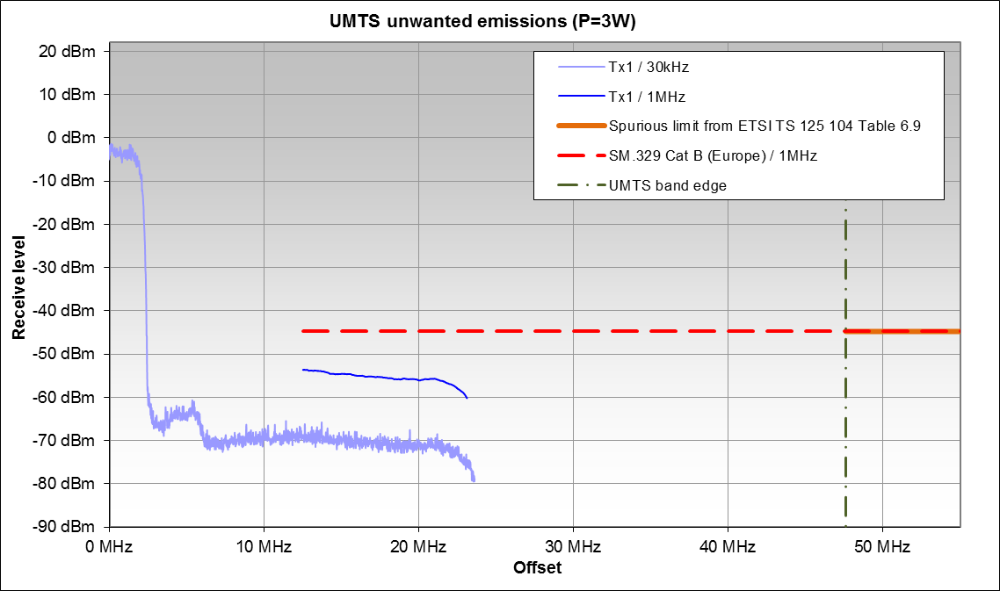 UMTS unwanted emissions (P=3W)
Tx1 / 30kHz
Tx1 / 1MHz
Spurious limit from ETSI TS 125 104 Table 6.9
SM.329 Cat B (Europe) / 1MHz
UMTS band edge
Receive level
20 dBm
10 dBm
0 dBm
-10 dBm
-20 dBm
-30 dBm
-40 dBm
-50 dBm
-60 dBm
-70 dBm
-80 dBm
-90 dBm
0 MHz
10 MHz
20 MHz
30 MHz
40 MHz
50 MHz
Offset